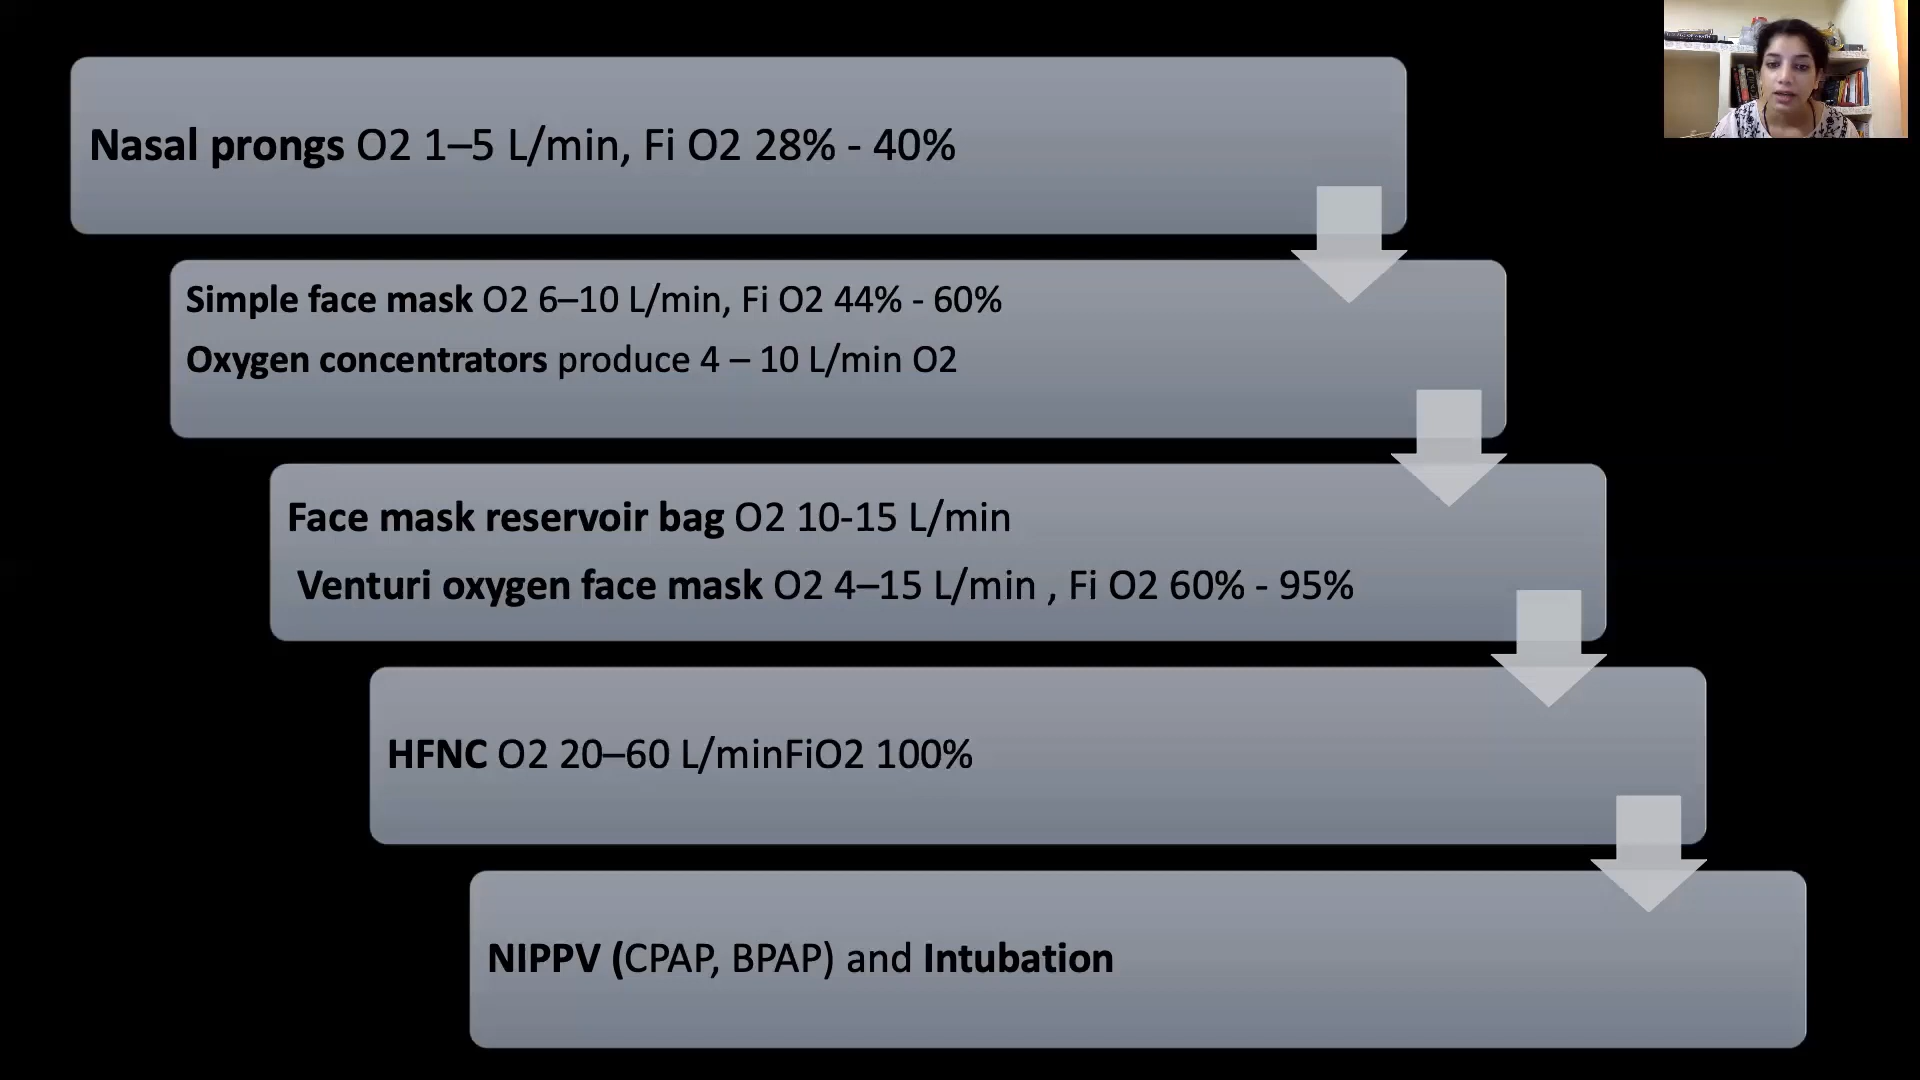 Nasal prongs O2 1–5 L/min, Fi O2 28% - 40%
Simple face mask O2 6–10 L/min, Fi O2 44% - 60%
Oxygen concentrators produce 4 – 10 L/min O2
Face mask reservoir bag O2 10-15 L/min
Venturi oxygen face mask O2 4–15 L/min , Fi O2 60% - 95%
HFNC O2 20–60 L/minFiO2 100%
NIPPV (CPAP, BPAP) and Intubation